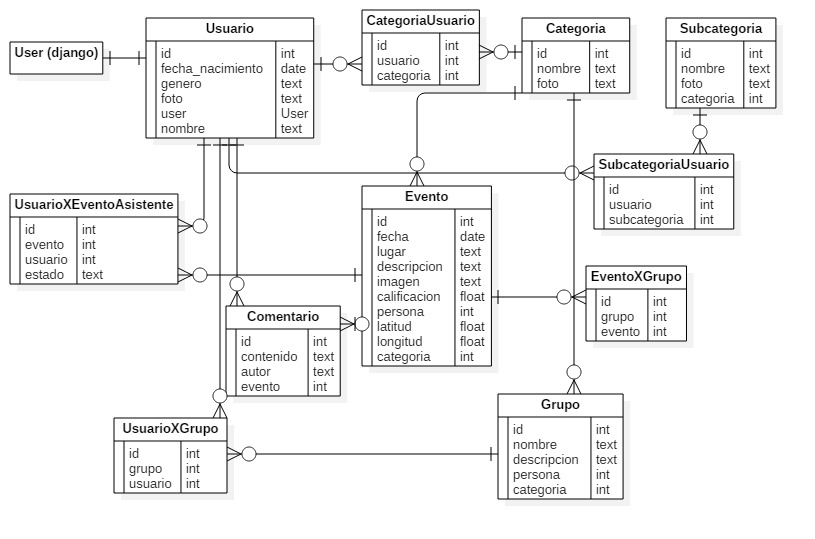 User (django)
Usuario
id int
fecha_nacimiento date
genero text
foto text
user User
nombre text
CategoriaUsuario
id int
usuario int
categoria int
Categoria
id int
nombre text
foto text
Subcategoria
id int
nombre text
foto text
categoria int
SubcategoriaUsuario
id int
usuario int
subcategoria int
UsuarioXEventoAsistente
id int
evento int
usuario int
estado text
Evento
id int
fecha date
lugar text
descripcion text
imagen text
calificacion float
persona int
latitud float
longitud float
categoria int
EventoXGrupo
id int
grupo int
evento int
Comentario
id int
contenido text
autor text
evento int
UsuarioXGrupo
id int
grupo int
usuario int
Grupo
id int
nombre text
descripcion text
persona int
categoria int